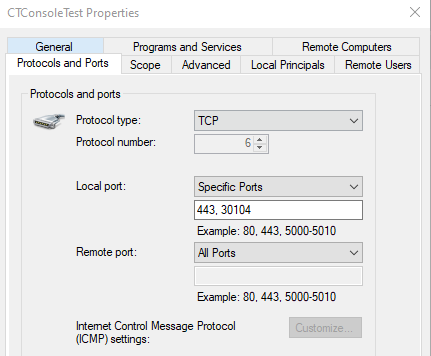 CTConsoleTest Properties
General
Programs and Services
Remote Computers
Protocols and Ports
Scope
Advanced
Local Principals
Remote Users
Protocols and ports
Protocol type:
TCP
Protocol number:
6
Local port:
Specific Ports
443, 30104
Example: 80, 443, 5000-5010
Remote port:
All Ports
Example: 80, 443, 5000-5010
Internet Control Message Protocol
(ICMP) settings:
Customize...